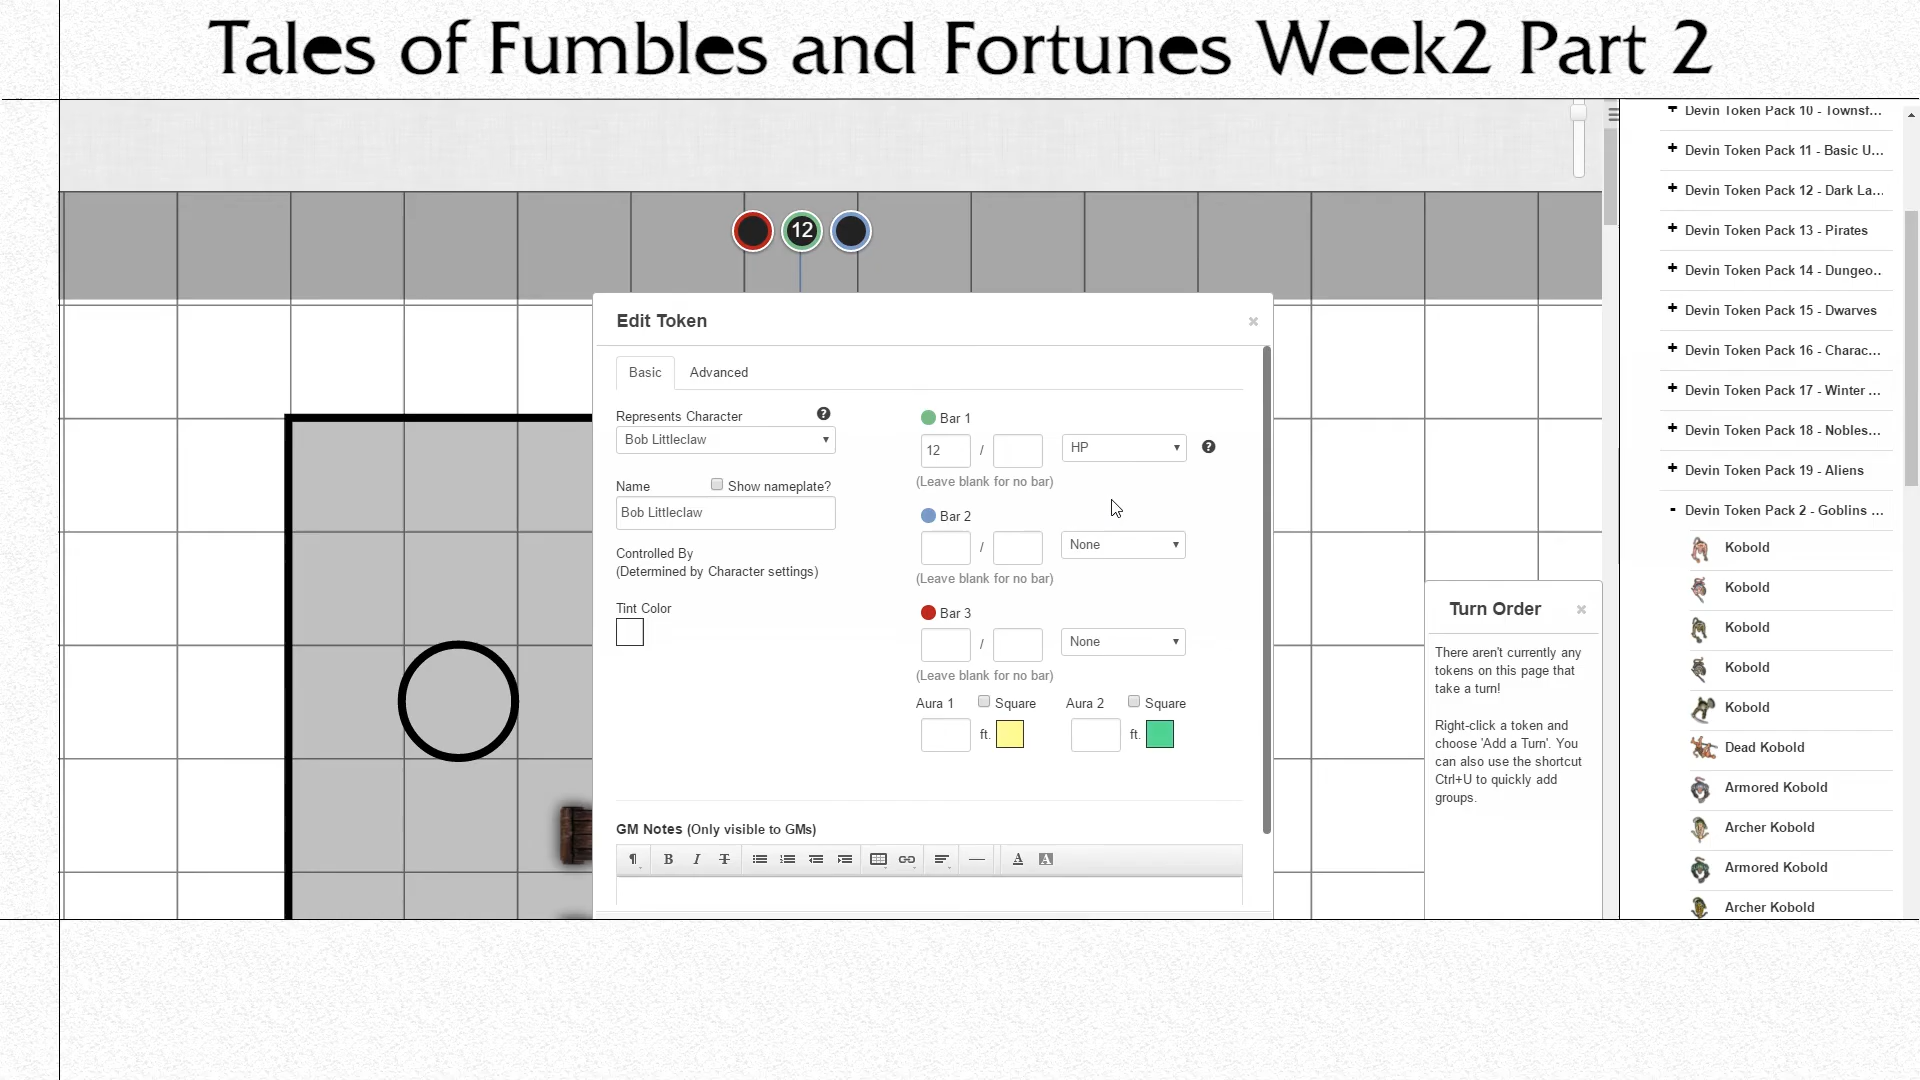 Tales of Fumbles and Fortunes Week2 Part 2
12
Edit Token
×
Basic
Advanced
Represents Character
?
Bob Littleclaw
Name
Show nameplate?
Bob Littleclaw
Controlled By
(Determined by Character settings)
Tint Color
Bar 1
12 /
HP
?
(Leave blank for no bar)
Bar 2
/
None
(Leave blank for no bar)
Bar 3
/
None
(Leave blank for no bar)
Aura 1
Square
Aura 2
Square
ft.
ft.
GM Notes (Only visible to GMs)
¶ B I T A A
Turn Order
×
There aren't currently any
tokens on this page that
take a turn!
Right-click a token and
choose 'Add a Turn'. You
can also use the shortcut
Ctrl+U to quickly add
groups.
+ Devin Token Pack 10 - Townsf...
+ Devin Token Pack 11 - Basic U...
+ Devin Token Pack 12 - Dark La...
+ Devin Token Pack 13 - Pirates
+ Devin Token Pack 14 - Dungeo...
+ Devin Token Pack 15 - Dwarves
+ Devin Token Pack 16 - Charac...
+ Devin Token Pack 17 - Winter ...
+ Devin Token Pack 18 - Nobles...
+ Devin Token Pack 19 - Aliens
- Devin Token Pack 2 - Goblins ...
Kobold
Kobold
Kobold
Kobold
Kobold
Dead Kobold
Armored Kobold
Archer Kobold
Armored Kobold
Archer Kobold